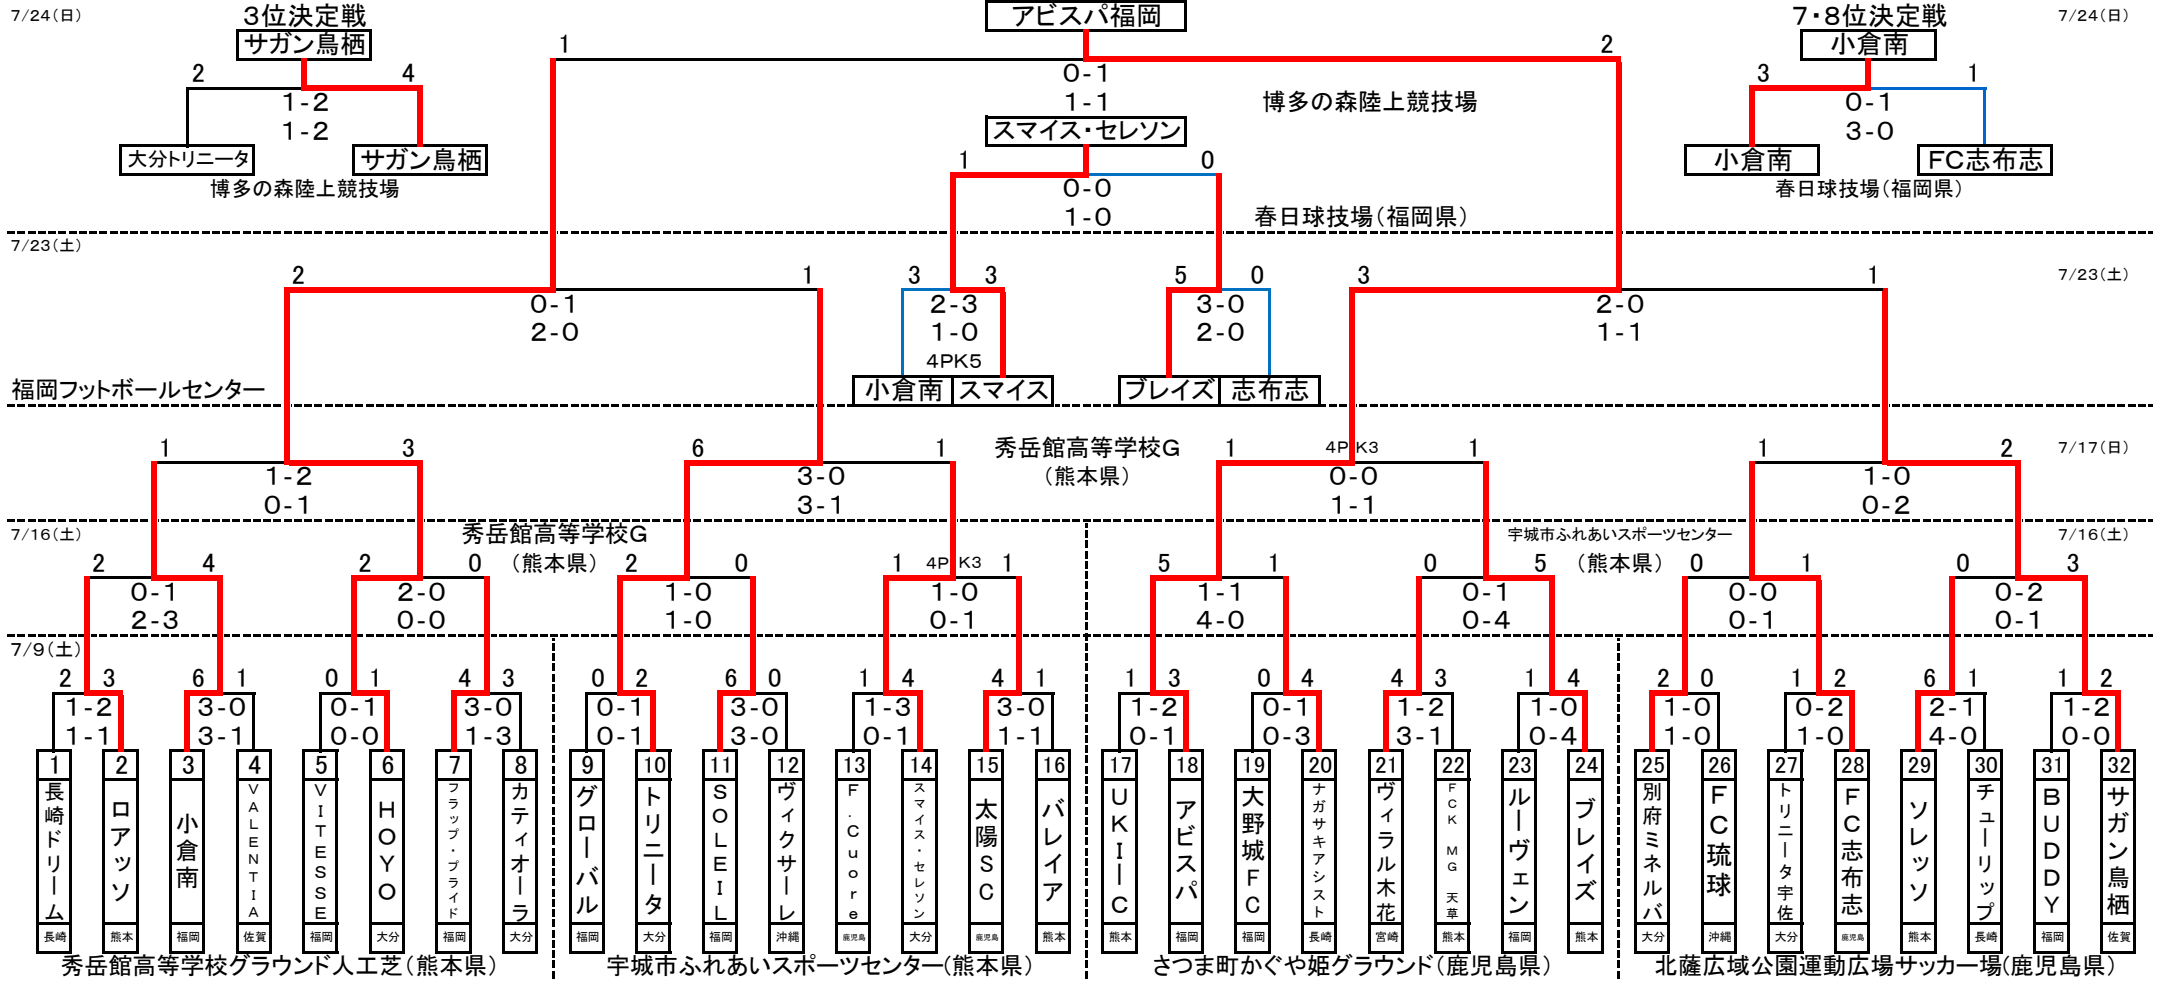 7/24(日)
3位決定戦
アビスパ福岡
7・8位決定戦
7/24(日)
サガン鳥栖
小倉南
1
2
2
4
0-1
3
1
1-2
1-1
博多の森陸上競技場
0-1
1-2
スマイス・セレソン
3-0
大分トリニータ
サガン鳥栖
1
0
小倉南
FC志布志
博多の森陸上競技場
0-0
春日球技場(福岡県)
1-0
春日球技場(福岡県)
7/23(土)
7/23(土)
2
1
3
3
5
0
3
1
0-1
2-3
3-0
2-0
2-0
1-0
2-0
1-1
4PK5
福岡フットボールセンター
小倉南
スマイス
ブレイズ
志布志
1
3
6
1
秀岳館高等学校G
(熊本県)
1
4PK3
1
1
2
7/17(日)
1-2
3-0
0-0
1-0
0-1
3-1
1-1
0-2
7/16(土)
秀岳館高等学校G
(熊本県)
宇城市ふれあいスポーツセンター
(熊本県)
7/16(土)
2
4
2
0
2
0
1
4PK3
1
5
1
0
5
0
1
0
3
0-1
2-0
1-0
1-0
1-1
0-1
0-0
0-2
2-3
0-0
1-0
0-1
4-0
0-4
0-1
0-1
7/9(土)
2 3
6 1
0 1
4 3
0 2
6 0
1 4
4 1
1 3
0 4
4 3
1 4
2 0
1 2
6 1
1 2
1-2
3-0
0-1
3-0
0-1
3-0
1-3
3-0
1-2
0-1
1-2
1-0
1-0
0-2
2-1
1-2
1-1
3-1
0-0
1-3
0-1
3-0
0-1
1-1
0-1
0-3
3-1
0-4
1-0
1-0
4-0
0-0
1
長崎ドリーム
長崎
2
ロアッソ
熊本
3
小倉南
福岡
4
VALENTIA
佐賀
5
VITESSE
福岡
6
HOYO
大分
7
フラップ・プライド
福岡
8
カティオーラ
大分
9
グローバル
福岡
10
トリニータ
大分
11
SOLEIL
福岡
12
ヴィクサーレ
沖縄
13
F.Cuore
鹿児島
14
スマイス・セレソン
大分
15
太陽SC
鹿児島
16
バレイア
熊本
17
UKI-C
熊本
18
アビスパ
福岡
19
大野城FC
福岡
20
ナガサキアシスト
長崎
21
ヴィラル木花
宮崎
22
FCK MG 天草
熊本
23
ルーヴェン
福岡
24
ブレイズ
熊本
25
別府ミネルバ
大分
26
FC琉球
沖縄
27
トリニータ宇佐
大分
28
FC志布志
鹿児島
29
ソレッソ
熊本
30
チューリップ
長崎
31
BUDDY
福岡
32
サガン鳥栖
佐賀
秀岳館高等学校グラウンド人工芝(熊本県)
宇城市ふれあいスポーツセンター(熊本県)
さつま町かぐや姫グラウンド(鹿児島県)
北薩広域公園運動広場サッカー場(鹿児島県)